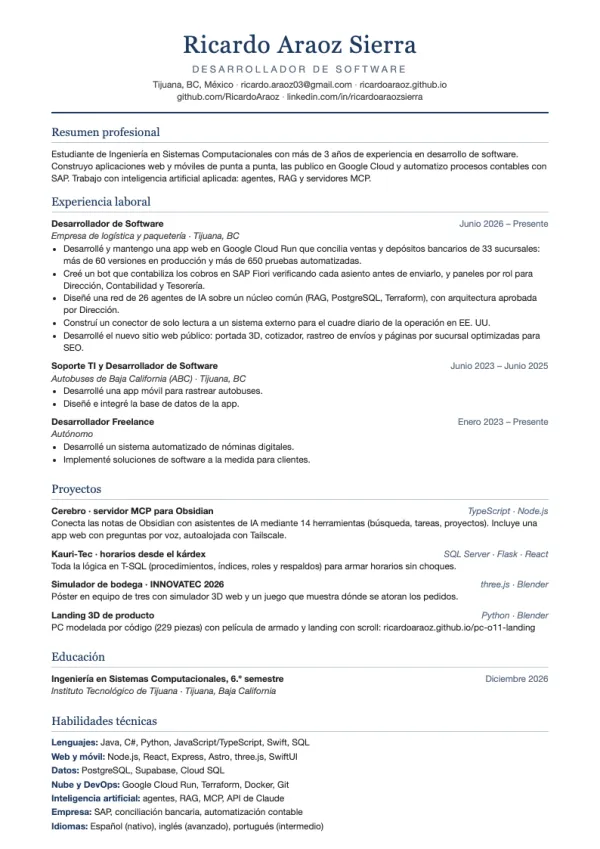 Ricardo Araoz Sierra
DESARROLLADOR DE SOFTWARE
Tijuana, BC, México · ricardo.araoz03@gmail.com · ricardoaraoz.github.io
github.com/RicardoAraoz · linkedin.com/in/ricardoaraozsierra
Resumen profesional
Estudiante de Ingeniería en Sistemas Computacionales con más de 3 años de experiencia en desarrollo de software.
Construyo aplicaciones web y móviles de punta a punta, las publico en Google Cloud y automatizo procesos contables con
SAP. Trabajo con inteligencia artificial aplicada: agentes, RAG y servidores MCP.
Experiencia laboral
Desarrollador de Software Junio 2026 – Presente
Empresa de logística y paquetería · Tijuana, BC
• Desarrollé y mantengo una app web en Google Cloud Run que concilia ventas y depósitos bancarios de 33 sucursales:
más de 60 versiones en producción y más de 650 pruebas automatizadas.
• Creé un bot que contabiliza los cobros en SAP Fiori verificando cada asiento antes de enviarlo, y paneles por rol para
Dirección, Contabilidad y Tesorería.
• Diseñé una red de 26 agentes de IA sobre un núcleo común (RAG, PostgreSQL, Terraform), con arquitectura aprobada
por Dirección.
• Construí un conector de solo lectura a un sistema externo para el cuadre diario de la operación en EE. UU.
• Desarrollé el nuevo sitio web público: portada 3D, cotizador, rastreo de envíos y páginas por sucursal optimizadas para
SEO.
Soporte TI y Desarrollador de Software Junio 2023 – Junio 2025
Autobuses de Baja California (ABC) · Tijuana, BC
• Desarrollé una app móvil para rastrear autobuses.
• Diseñé e integré la base de datos de la app.
Desarrollador Freelance Enero 2023 – Presente
Autónomo
• Desarrollé un sistema automatizado de nóminas digitales.
• Implementé soluciones de software a la medida para clientes.
Proyectos
Cerebro · servidor MCP para Obsidian TypeScript · Node.js
Conecta las notas de Obsidian con asistentes de IA mediante 14 herramientas (búsqueda, tareas, proyectos). Incluye una
app web con preguntas por voz, autoalojada con Tailscale.
Kauri-Tec · horarios desde el kárdex SQL Server · Flask · React
Toda la lógica en T-SQL (procedimientos, índices, roles y respaldos) para armar horarios sin choques.
Simulador de bodega · INNOVATEC 2026 three.js · Blender
Póster en equipo de tres con simulador 3D web y un juego que muestra dónde se atoran los pedidos.
Landing 3D de producto Python · Blender
PC modelada por código (229 piezas) con película de armado y landing con scroll: ricardoaraoz.github.io/pc-o11-landing
Educación
Ingeniería en Sistemas Computacionales, 6.º semestre Diciembre 2026
Instituto Tecnológico de Tijuana · Tijuana, Baja California
Habilidades técnicas
Lenguajes: Java, C#, Python, JavaScript/TypeScript, Swift, SQL
Web y móvil: Node.js, React, Express, Astro, three.js, SwiftUI
Datos: PostgreSQL, Supabase, Cloud SQL
Nube y DevOps: Google Cloud Run, Terraform, Docker, Git
Inteligencia artificial: agentes, RAG, MCP, API de Claude
Empresa: SAP, conciliación bancaria, automatización contable
Idiomas: Español (nativo), inglés (avanzado), portugués (intermedio)